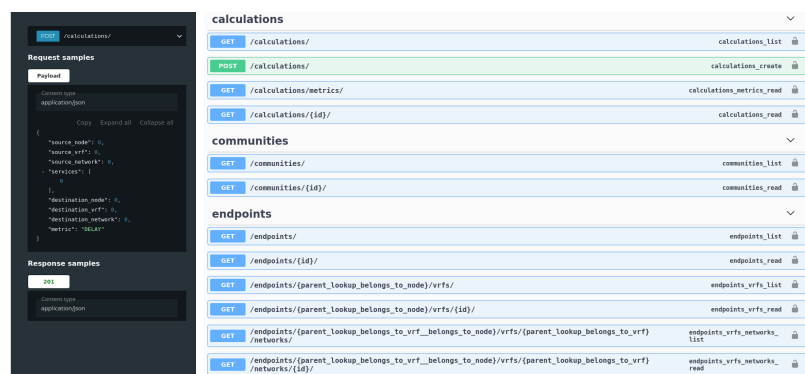 POST /calculations/
Request samples
Payload
Content type
application/json
Copy Expand all Collapse all
{
"source_node": 0,
"source_vrf": 0,
"source_network": 0,
- "services": [
0
],
"destination_node": 0,
"destination_vrf": 0,
"destination_network": 0,
"metric": "DELAY"
}
Response samples
201
Content type
application/json
calculations
GET /calculations/ calculations_list
POST /calculations/ calculations_create
GET /calculations/metrics/ calculations_metrics_read
GET /calculations/{id}/ calculations_read
communities
GET /communities/ communities_list
GET /communities/{id}/ communities_read
endpoints
GET /endpoints/ endpoints_list
GET /endpoints/{id}/ endpoints_read
GET /endpoints/{parent_lookup_belongs_to_node}/vrfs/ endpoints_vrfs_list
GET /endpoints/{parent_lookup_belongs_to_node}/vrfs/{id}/ endpoints_vrfs_read
GET /endpoints/{parent_lookup_belongs_to_vrf__belongs_to_node}/vrfs/{parent_lookup_belongs_to_vrf} endpoints_vrfs_networks_
/networks/ list
GET /endpoints/{parent_lookup_belongs_to_vrf__belongs_to_node}/vrfs/{parent_lookup_belongs_to_vrf} endpoints_vrfs_networks_
/networks/{id}/ read